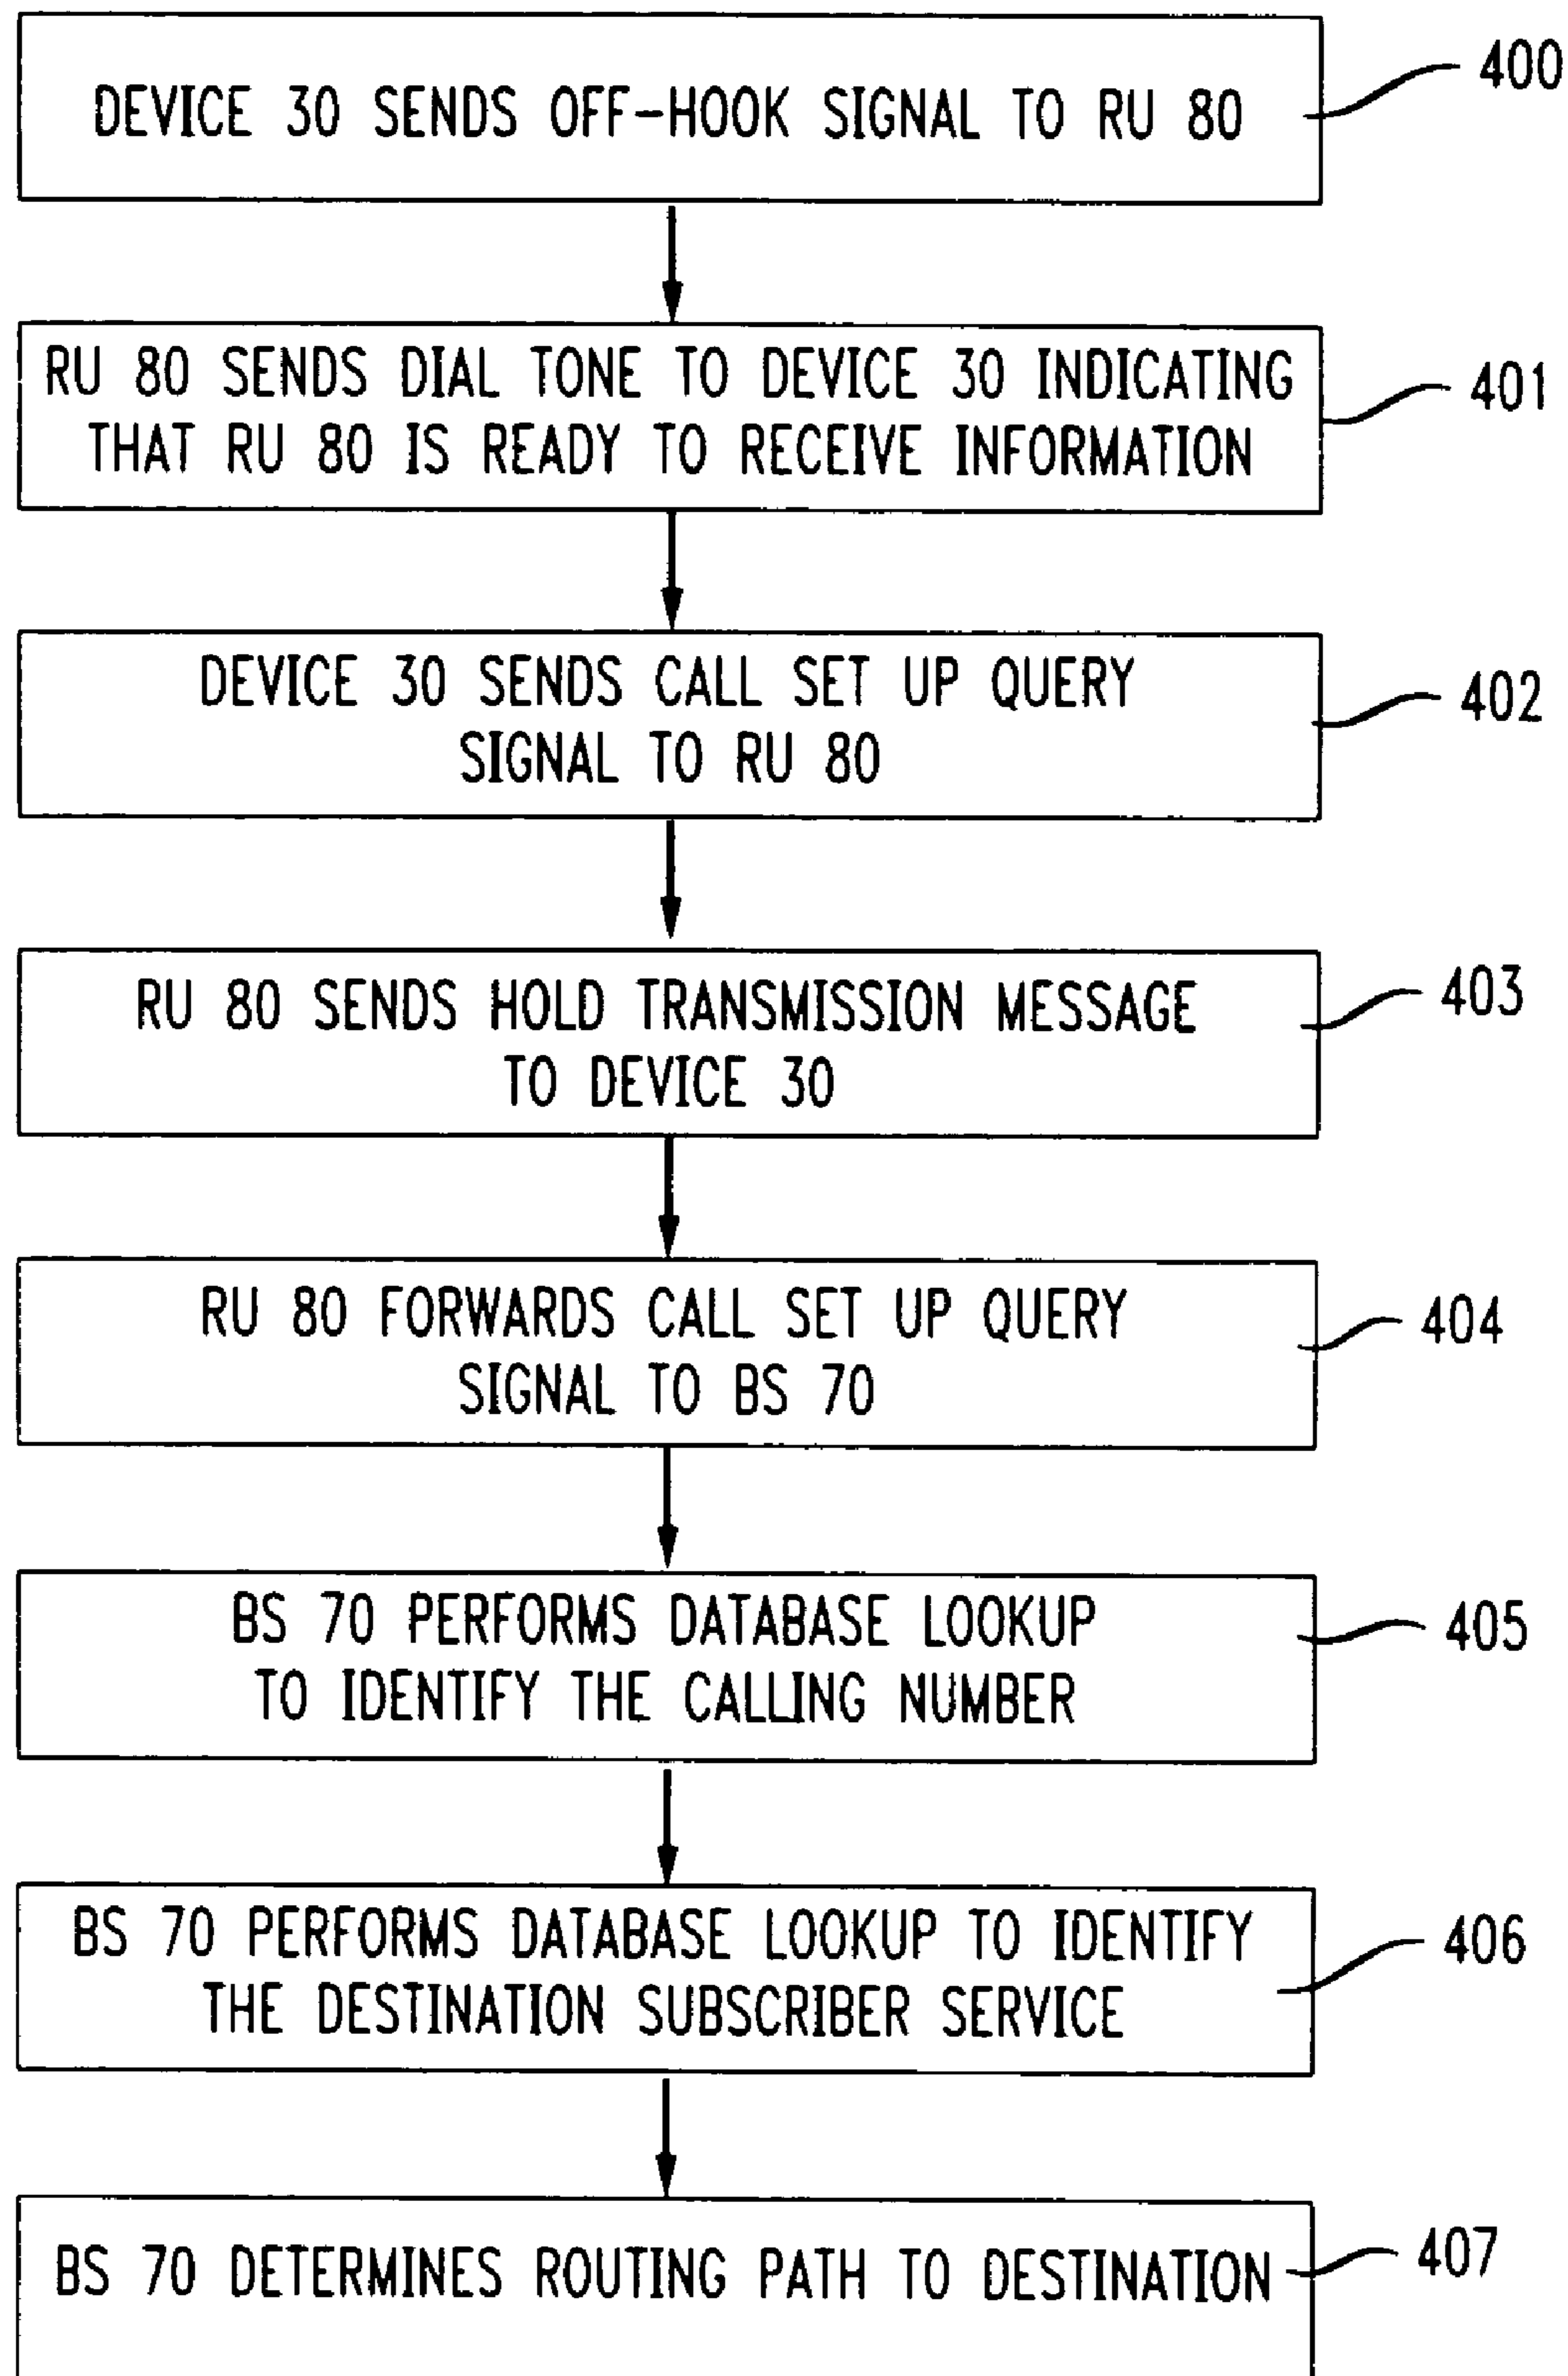 DEVICE 30 SENDS OFF-HOOK SIGNAL TO RU 80
400
RU 80 SENDS DIAL TONE TO DEVICE 30 INDICATING
THAT RU 80 IS READY TO RECEIVE INFORMATION
401
DEVICE 30 SENDS CALL SET UP QUERY
SIGNAL TO RU 80
402
RU 80 SENDS HOLD TRANSMISSION MESSAGE
TO DEVICE 30
403
RU 80 FORWARDS CALL SET UP QUERY
SIGNAL TO BS 70
404
BS 70 PERFORMS DATABASE LOOKUP
TO IDENTIFY THE CALLING NUMBER
405
BS 70 PERFORMS DATABASE LOOKUP TO IDENTIFY
THE DESTINATION SUBSCRIBER SERVICE
406
BS 70 DETERMINES ROUTING PATH TO DESTINATION
407